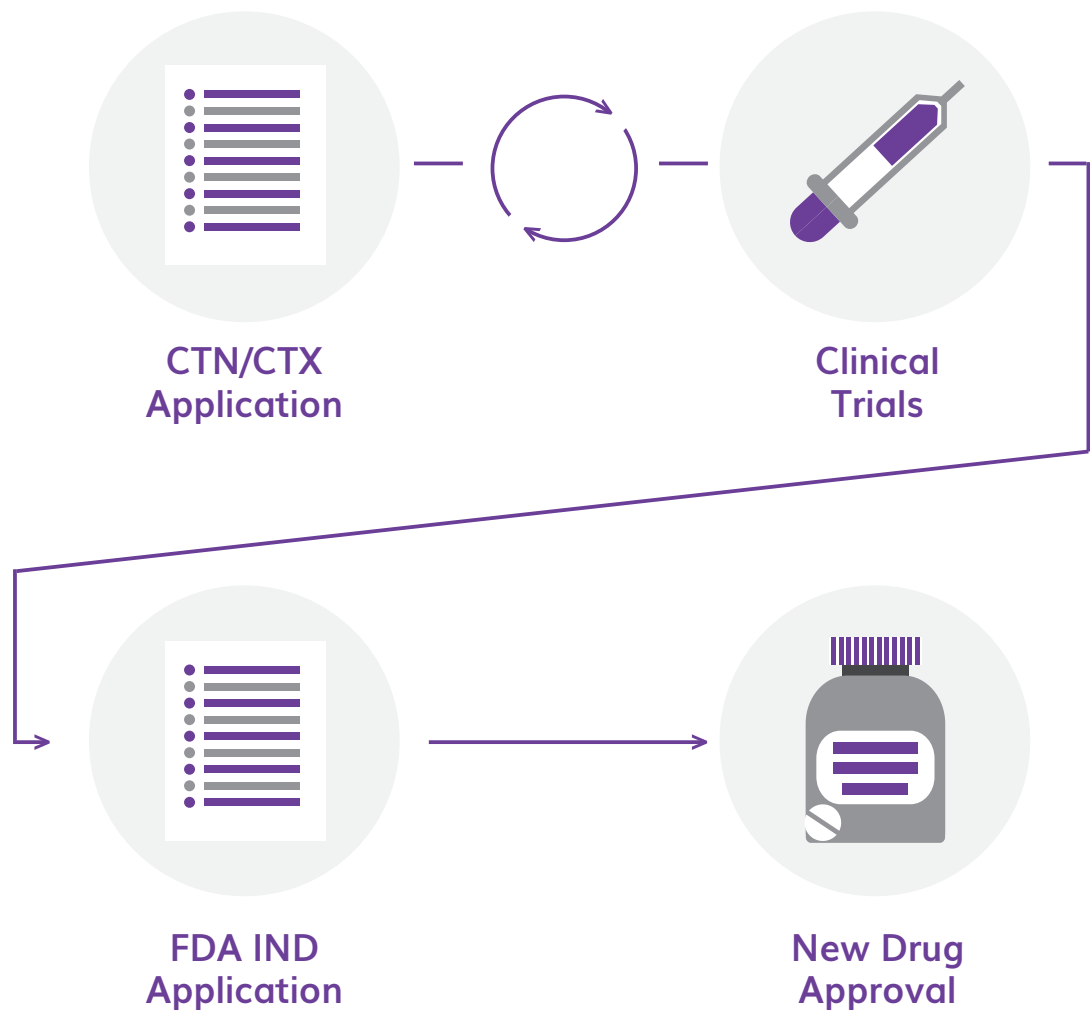 CTN/CTX
Application
Clinical
Trials
FDA IND
Application
New Drug
Approval